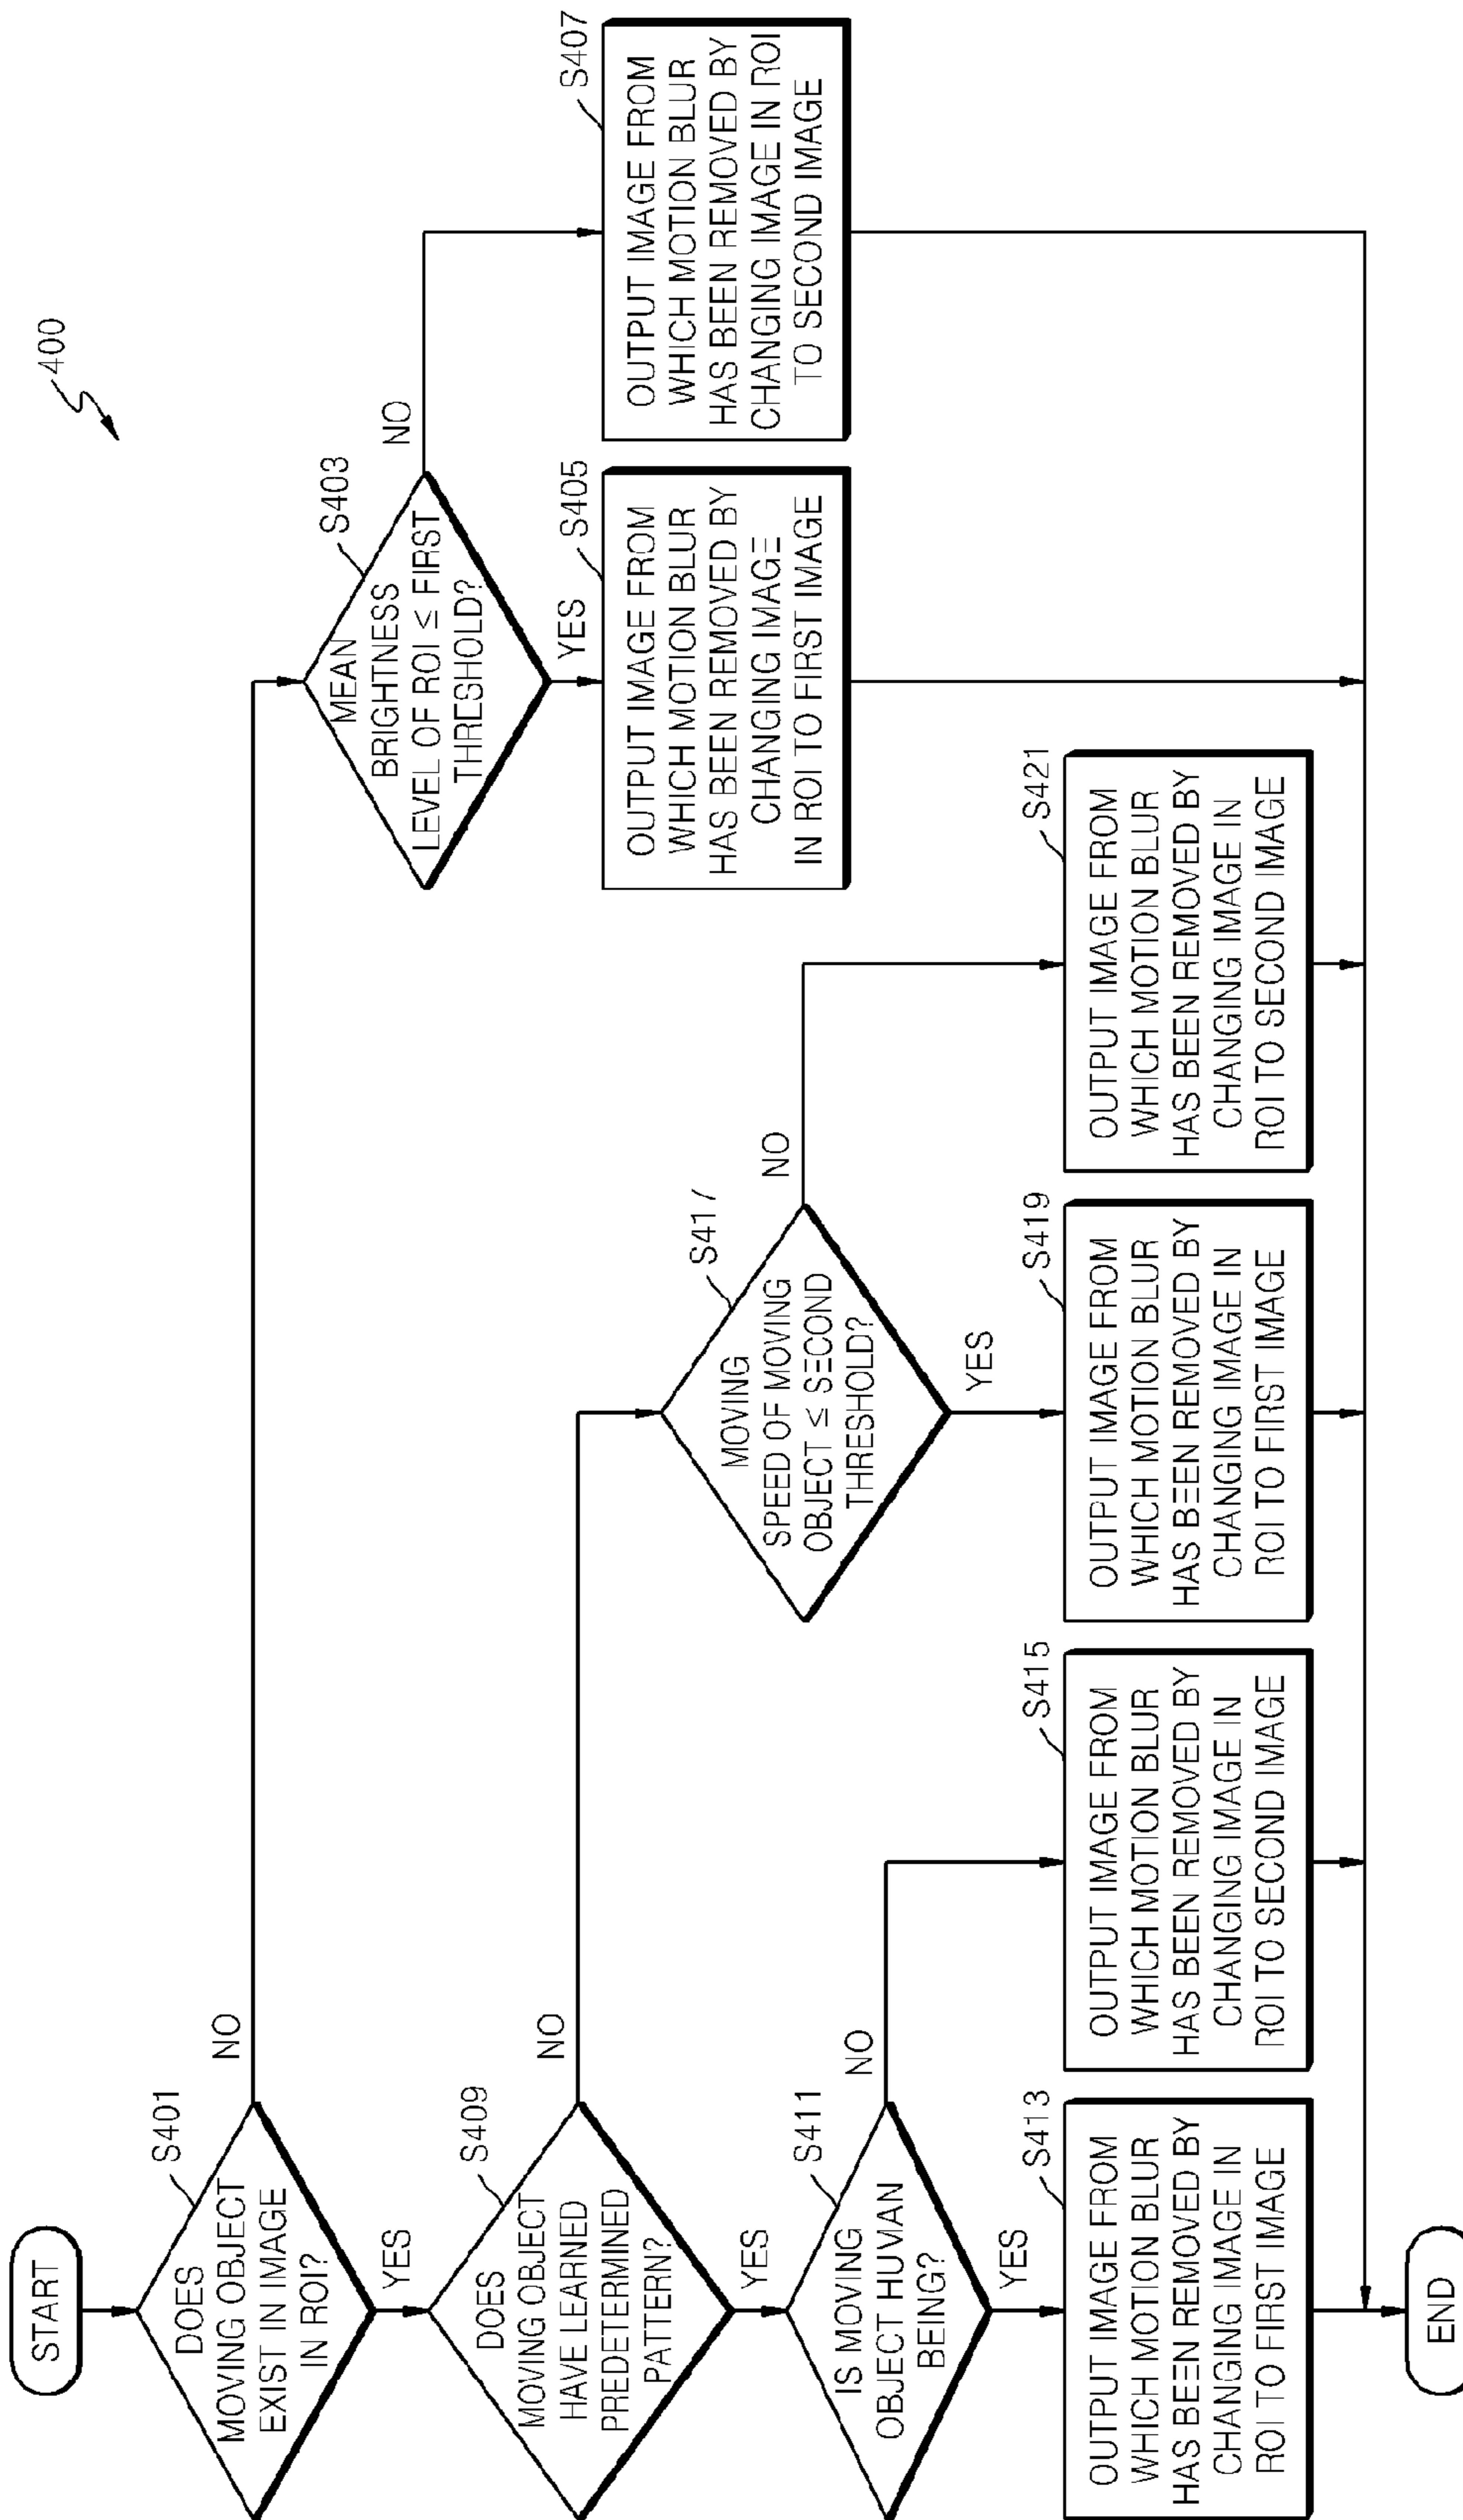 400
START
S401
DOES
MOVING OBJECT
EXIST IN IMAGE
IN ROI?
NO
YES
S403
MEAN
BRIGHTNESS
LEVEL OF ROI ≤ FIRST
THRESHOLD?
NO
YES
S405
OUTPUT IMAGE FROM
WHICH MOTION BLUR
HAS BEEN REMOVED BY
CHANGING IMAGE
IN ROI TO FIRST IMAGE
S407
OUTPUT IMAGE FROM
WHICH MOTION BLUR
HAS BEEN REMOVED BY
CHANGING IMAGE IN ROI
TO SECOND IMAGE
S409
DOES
MOVING OBJECT
HAVE LEARNED
PREDETERMINED
PATTERN?
NO
YES
S411
IS MOVING
OBJECT HUMAN
BEING?
NO
YES
S413
OUTPUT IMAGE FROM
WHICH MOTION BLUR
HAS BEEN REMOVED BY
CHANGING IMAGE IN
ROI TO FIRST IMAGE
S415
OUTPUT IMAGE FROM
WHICH MOTION BLUR
HAS BEEN REMOVED BY
CHANGING IMAGE IN
ROI TO SECOND IMAGE
S417
MOVING
SPEED OF MOVING
OBJECT ≤ SECOND
THRESHOLD?
NO
YES
S419
OUTPUT IMAGE FROM
WHICH MOTION BLUR
HAS BEEN REMOVED BY
CHANGING IMAGE IN
ROI TO FIRST IMAGE
S421
OUTPUT IMAGE FROM
WHICH MOTION BLUR
HAS BEEN REMOVED BY
CHANGING IMAGE IN
ROI TO SECOND IMAGE
END